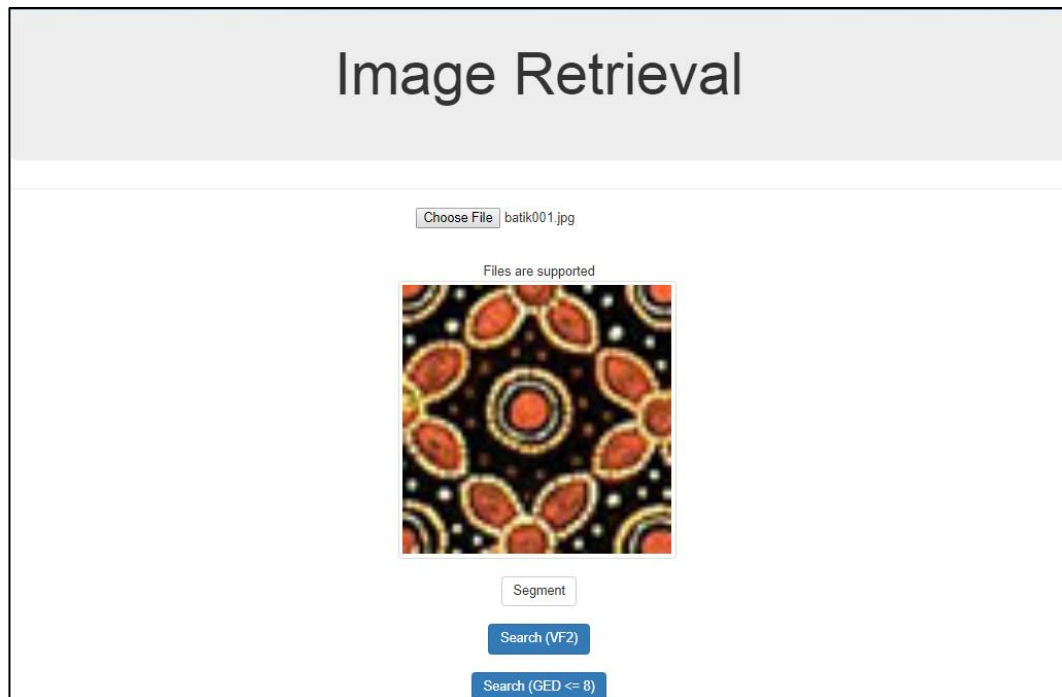 Image Retrieval
Choose File batik001.jpg
Files are supported
Segment
Search (VF2)
Search (GED <= 8)